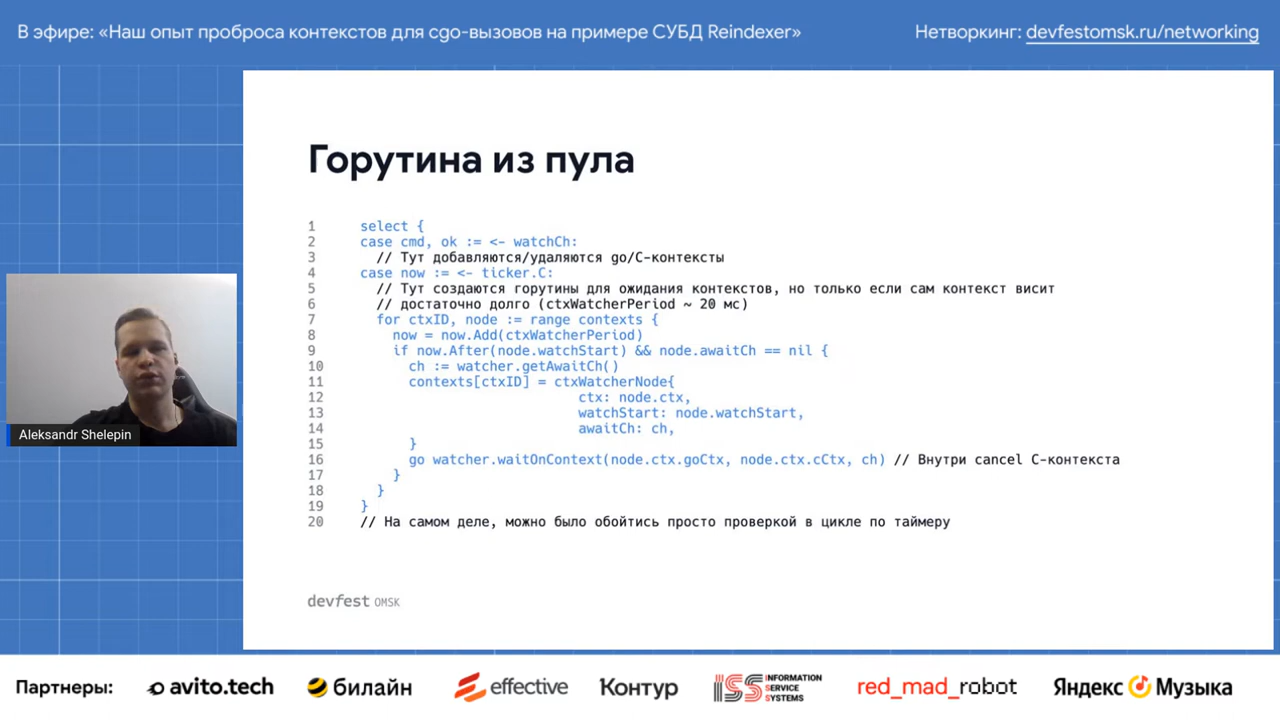 В эфире: «Наш опыт проброса контекстов для cgo-вызовов на примере СУБД Reindexer»
Нетворкинг: devfestomsk.ru/networking
Горутина из пула
1 select {
2 case cmd, ok := <- watchCh:
3 // Тут добавляются/удаляются go/C-контексты
4 case now := <- ticker.C:
5 // Тут создаются горутины для ожидания контекстов, но только если сам контекст висит
6 // достаточно долго (ctxWatcherPeriod ~ 20 мс)
7 for ctxID, node := range contexts {
8 now = now.Add(ctxWatcherPeriod)
9 if now.After(node.watchStart) && node.awaitCh == nil {
10 ch := watcher.getAwaitCh()
11 contexts[ctxID] = ctxWatcherNode{
12 ctx: node.ctx,
13 watchStart: node.watchStart,
14 awaitCh: ch,
15 }
16 go watcher.waitOnContext(node.ctx.goCtx, node.ctx.cCtx, ch) // Внутри cancel C-контекста
17 }
18 }
19 }
20 // На самом деле, можно было обойтись просто проверкой в цикле по таймеру
Aleksandr Shelepin
devfest OMSK
Партнеры: avito.tech билайн effective Контур ISS INFORMATION SERVICE SYSTEMS red_mad_robot Яндекс Музыка